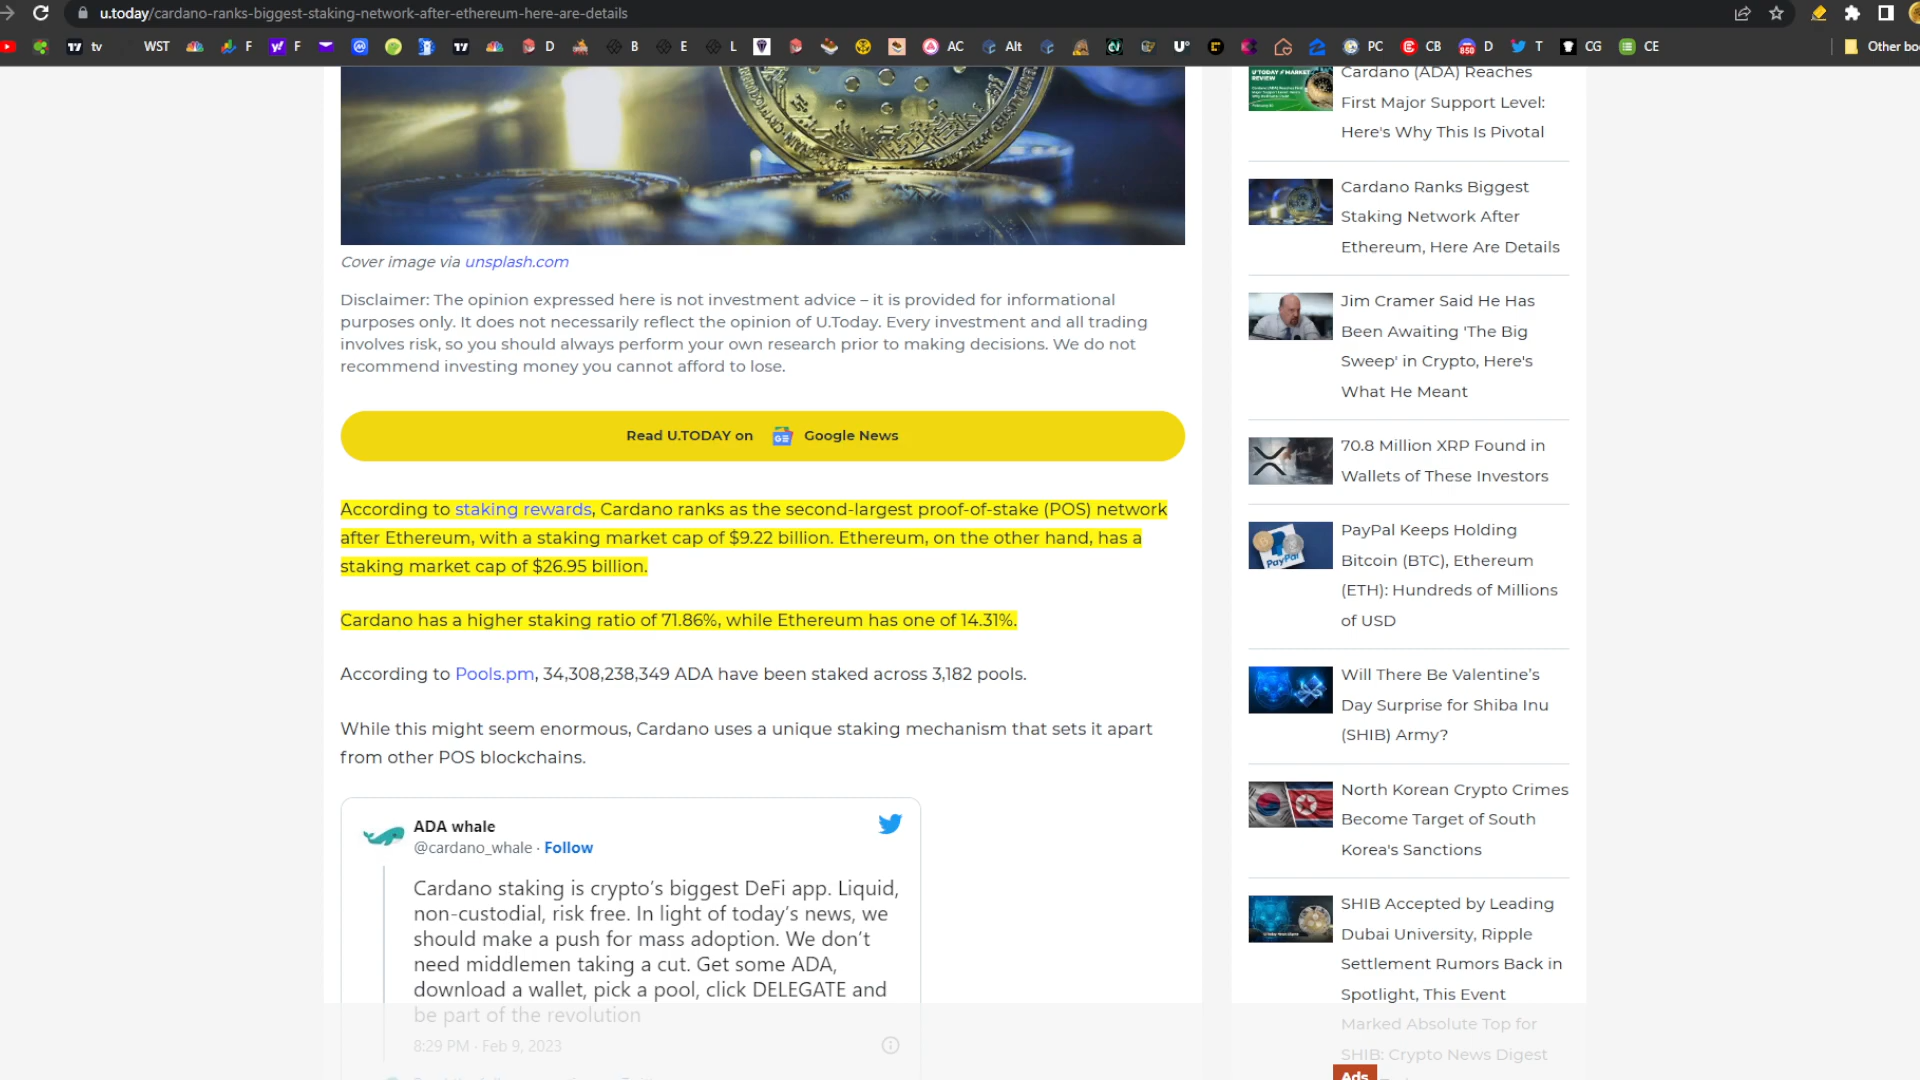 u.today/cardano-ranks-biggest-staking-network-after-ethereum-here-are-details
tv WST F F B D B E L AC Alt U° PC CB D T CG CE Other bo
Cover image via unsplash.com
Disclaimer: The opinion expressed here is not investment advice – it is provided for informational
purposes only. It does not necessarily reflect the opinion of U.Today. Every investment and all trading
involves risk, so you should always perform your own research prior to making decisions. We do not
recommend investing money you cannot afford to lose.
Read U.TODAY on Google News
According to staking rewards, Cardano ranks as the second-largest proof-of-stake (POS) network
after Ethereum, with a staking market cap of $9.22 billion. Ethereum, on the other hand, has a
staking market cap of $26.95 billion.
Cardano has a higher staking ratio of 71.86%, while Ethereum has one of 14.31%.
According to Pools.pm, 34,308,238,349 ADA have been staked across 3,182 pools.
While this might seem enormous, Cardano uses a unique staking mechanism that sets it apart
from other POS blockchains.
ADA whale
@cardano_whale · Follow
Cardano staking is crypto's biggest DeFi app. Liquid,
non-custodial, risk free. In light of today's news, we
should make a push for mass adoption. We don't
need middlemen taking a cut. Get some ADA,
download a wallet, pick a pool, click DELEGATE and
be part of the revolution
8:29 PM · Feb 9, 2023
Cardano (ADA) Reaches
First Major Support Level:
Here's Why This Is Pivotal
Cardano Ranks Biggest
Staking Network After
Ethereum, Here Are Details
Jim Cramer Said He Has
Been Awaiting 'The Big
Sweep' in Crypto, Here's
What He Meant
70.8 Million XRP Found in
Wallets of These Investors
PayPal
PayPal Keeps Holding
Bitcoin (BTC), Ethereum
(ETH): Hundreds of Millions
of USD
Will There Be Valentine's
Day Surprise for Shiba Inu
(SHIB) Army?
North Korean Crypto Crimes
Become Target of South
Korea's Sanctions
SHIB Accepted by Leading
Dubai University, Ripple
Settlement Rumors Back in
Spotlight, This Event
Marked Absolute Top for
SHIB: Crypto News Digest
Ads